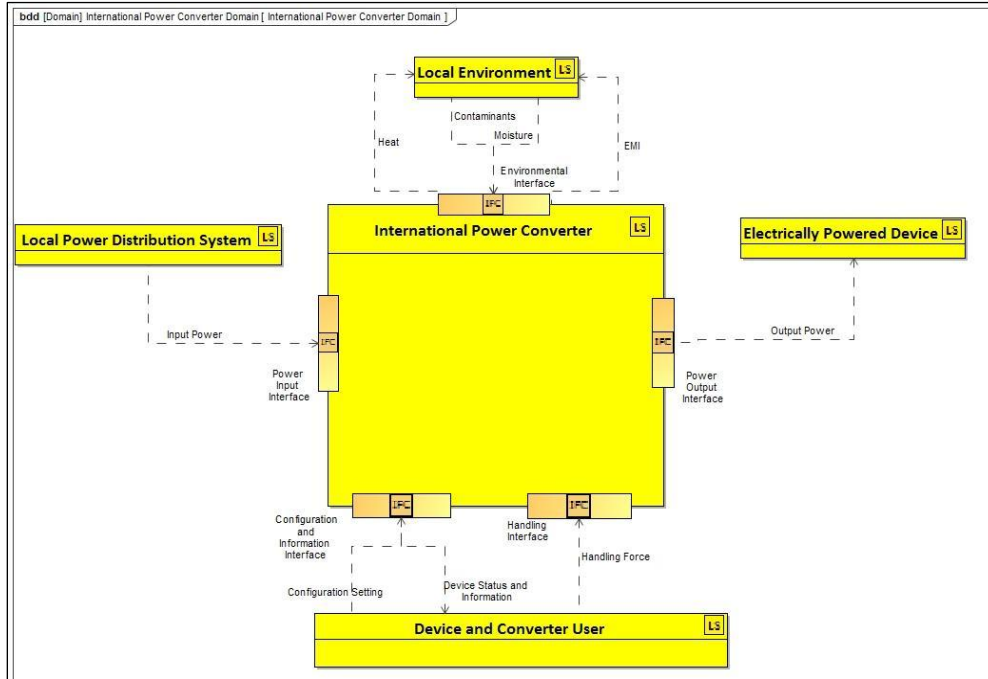 bdd [Domain] International Power Converter Domain [ International Power Converter Domain ]
Local Environment
LS
Contaminants
Moisture
Heat
EMI
Environmental
Interface
IFC
Local Power Distribution System
LS
International Power Converter
LS
Electrically Powered Device
LS
Input Power
IFC
IFC
Output Power
Power
Input
Interface
Power
Output
Interface
IFC
IFC
Configuration
and
Information
Interface
Handling
Interface
Handling Force
Configuration Setting
Device Status and
Information
Device and Converter User
LS